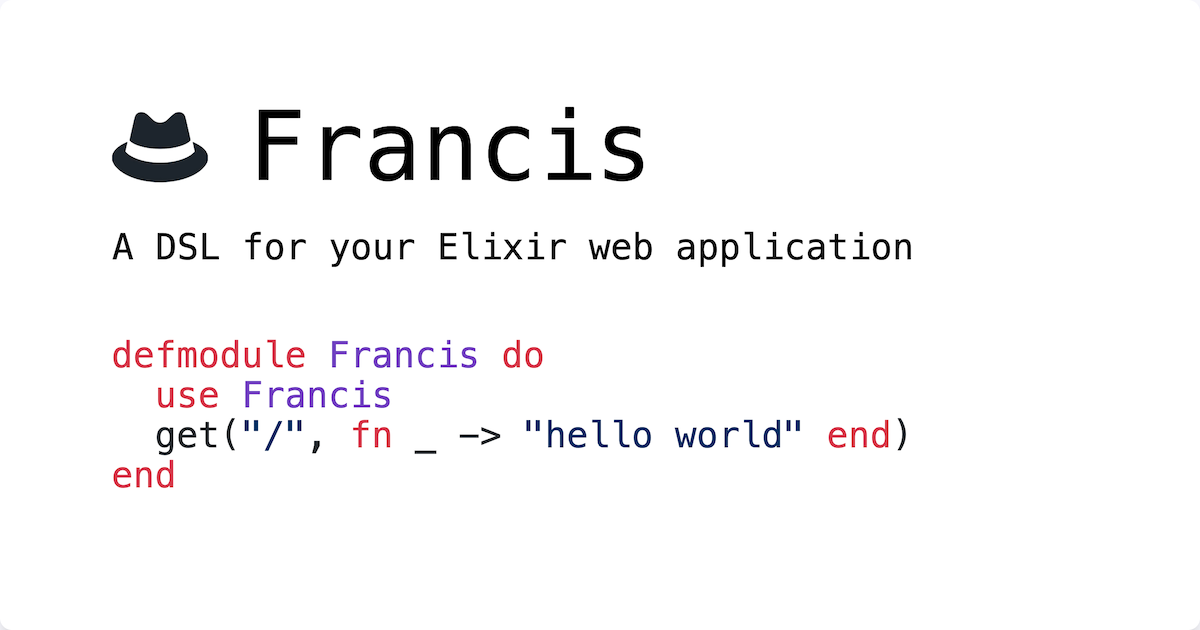 Francis
A DSL for your Elixir web application
defmodule Francis do
  use Francis
  get("/", fn _ -> "hello world" end)
end